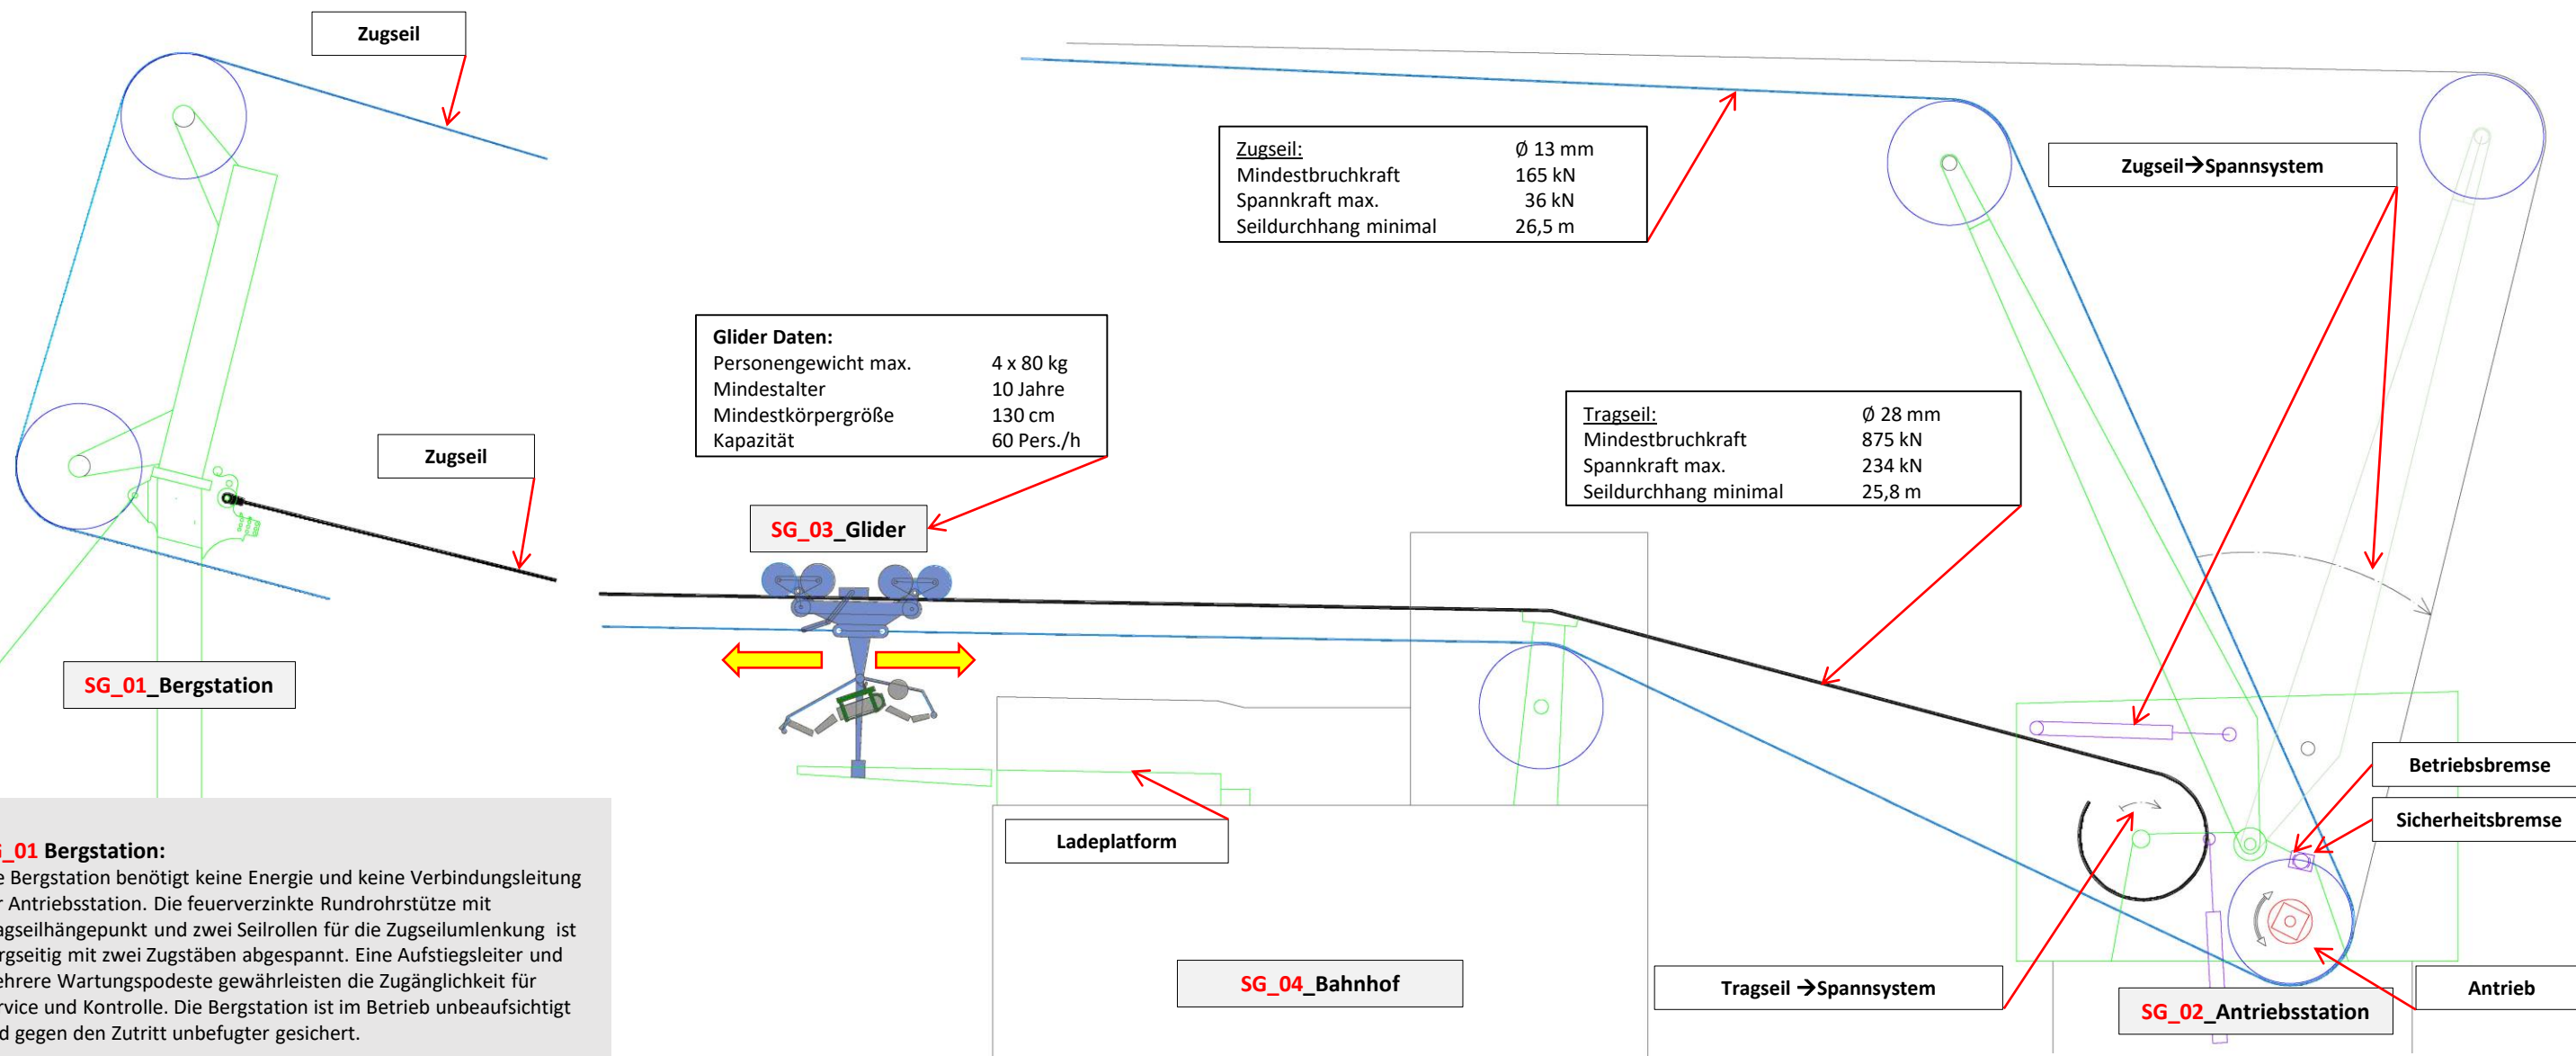 Zugseil
Zugseil:	Ø 13 mm
Mindestbruchkraft	165 kN
Spannkraft max.	36 kN
Seildurchhang minimal	26,5 m
Zugseil→Spannsystem
Glider Daten:
Personengewicht max.	4 x 80 kg
Mindestalter	10 Jahre
Mindestkörpergröße	130 cm
Kapazität	60 Pers./h
Tragseil:	Ø 28 mm
Mindestbruchkraft	875 kN
Spannkraft max.	234 kN
Seildurchhang minimal	25,8 m
Zugseil
SG_03_Glider
SG_01_Bergstation
Betriebsbremse
Sicherheitsbremse
Ladeplatform
SG_04_Bahnhof
Tragseil →Spannsystem
Antrieb
SG_02_Antriebsstation
_01 Bergstation:
Bergstation benötigt keine Energie und keine Verbindungsleitung
Antriebsstation. Die feuerverzinkte Rundrohrstütze mit
und zwei Seilrollen für die Zugseilumlenkung ist
mit zwei Zugstäben abgespannt. Eine Aufstiegsleiter und
Wartungspodeste gewährleisten die Zugänglichkeit für
und Kontrolle. Die Bergstation ist im Betrieb unbeaufsichtigt
gegen den Zutritt unbefugter gesichert.